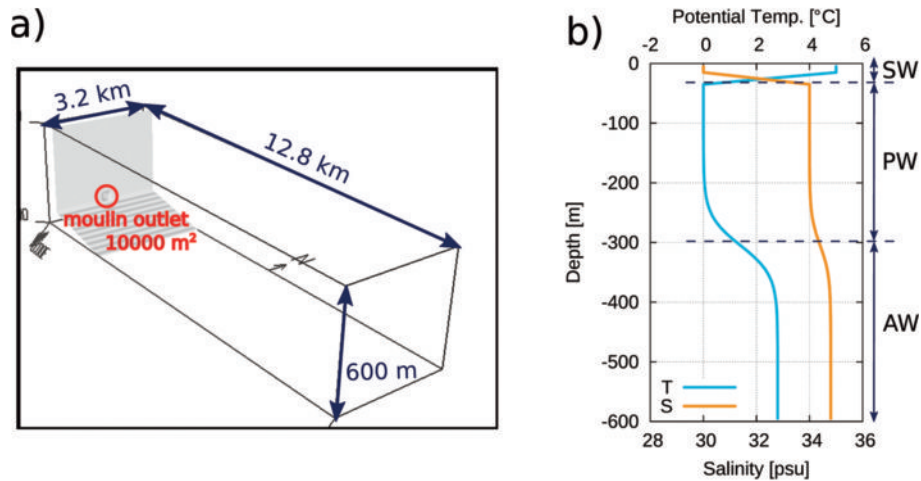 a)
3.2 km
12.8 km
moulin outlet
10000 m²
600 m
b)
Potential Temp. [°C]
-2 0 2 4 6
0
-100
-200
-300
-400
-500
-600
Depth [m]
SW
PW
AW
T
S
28 30 32 34 36
Salinity [psu]